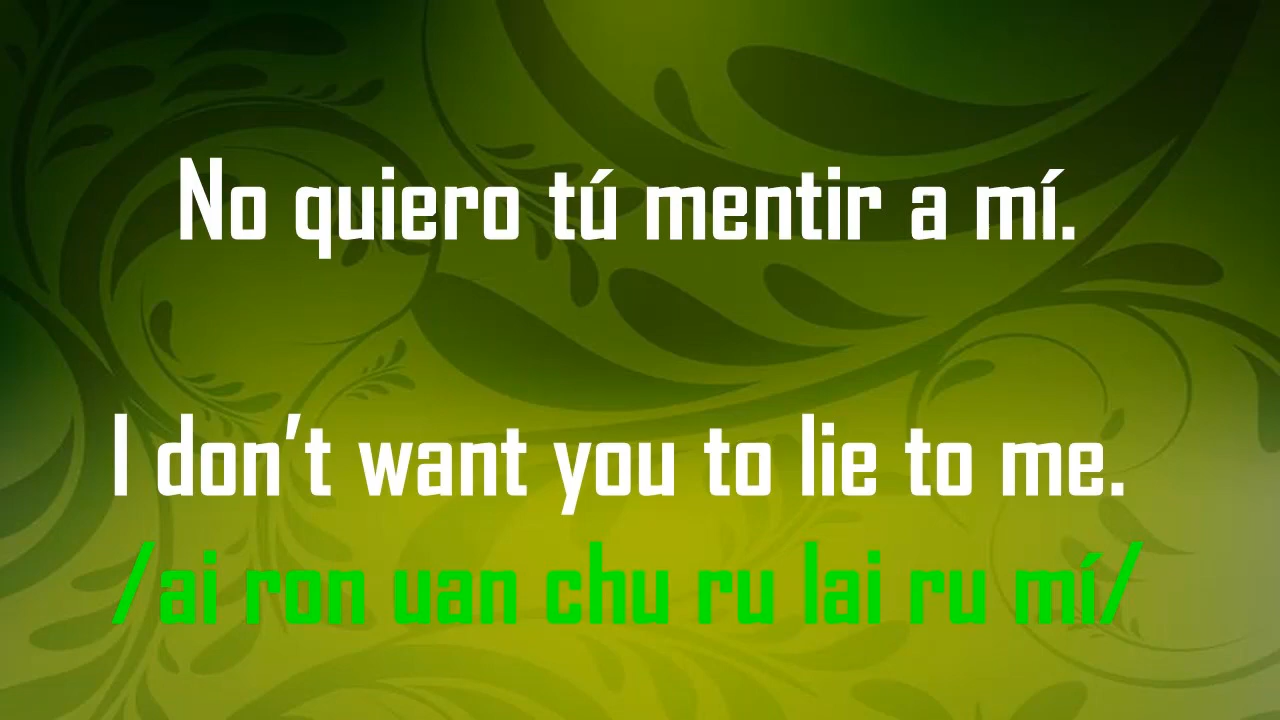 No quiero tú mentir a mí.
I don’t want you to lie to me.
/ai ron uan chu ru lai ru mí/